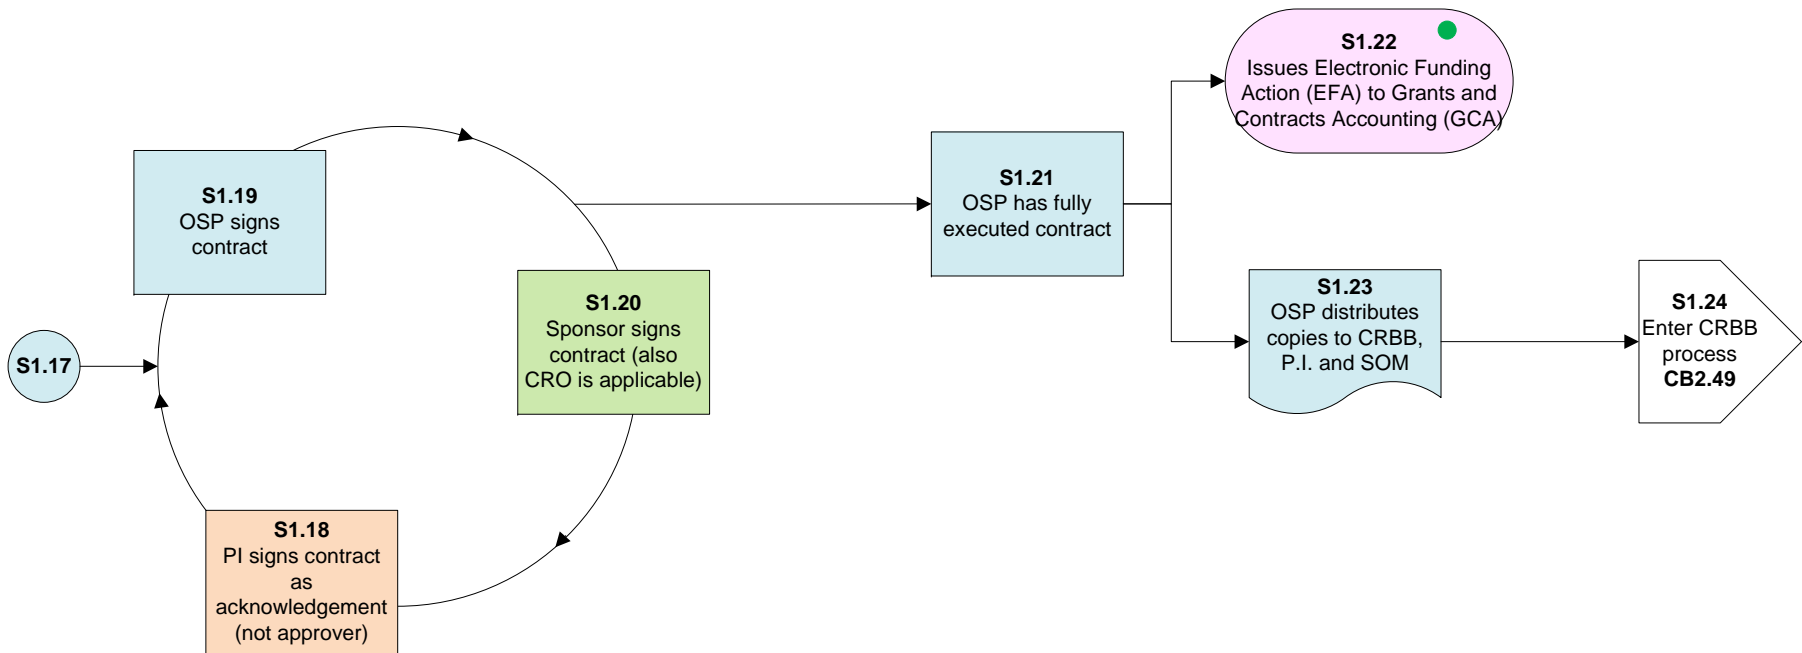 S1.17
S1.19
OSP signs
contract
S1.20
Sponsor signs
contract (also
CRO is applicable)
S1.18
PI signs contract
as
acknowledgement
(not approver)
S1.21
OSP has fully
executed contract
S1.22
Issues Electronic Funding
Action (EFA) to Grants and
Contracts Accounting (GCA)
S1.23
OSP distributes
copies to CRBB,
P.I. and SOM
S1.24
Enter CRBB
process
CB2.49